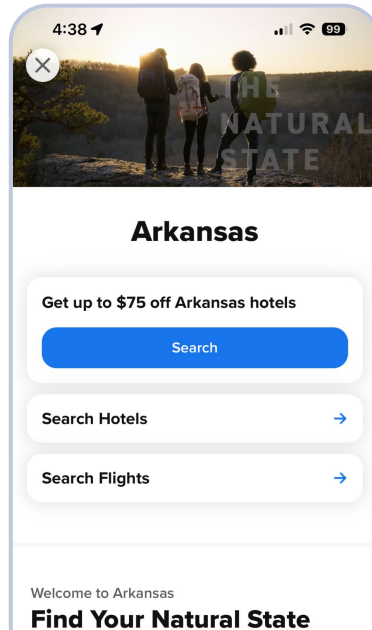 4:38
99
THE
NATURAL
STATE
Arkansas
Get up to $75 off Arkansas hotels
Search
Search Hotels
Search Flights
Welcome to Arkansas
Find Your Natural State